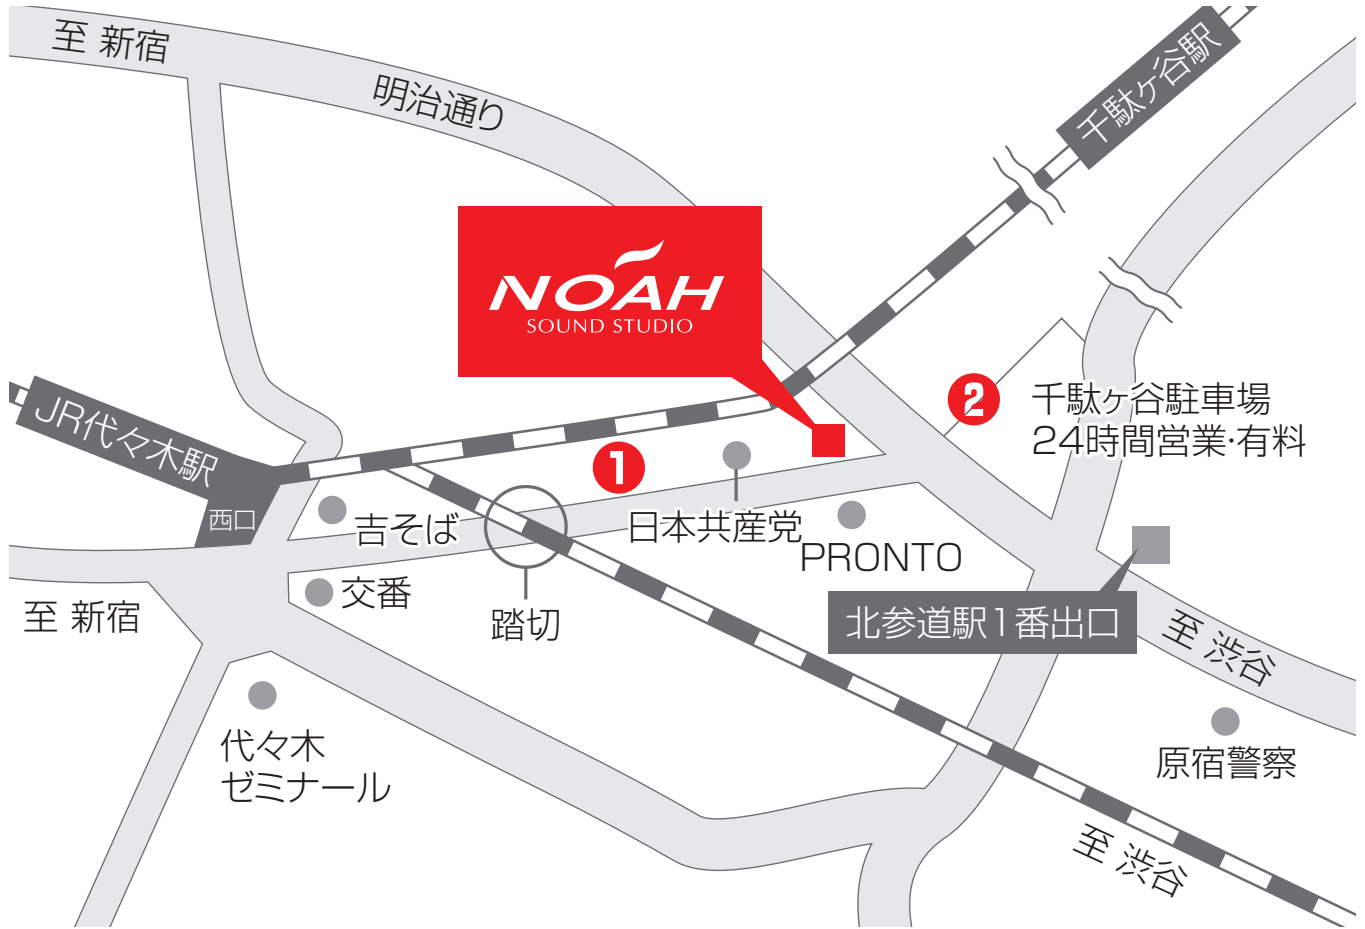 至 新宿
明治通り
千駄ヶ谷駅
NOAH
SOUND STUDIO
JR代々木駅
西口
1
2
千駄ヶ谷駐車場
24時間営業・有料
吉そば
日本共産党
PRONTO
交番
踏切
至 新宿
北参道駅1番出口
至 渋谷
代々木
ゼミナール
原宿警察
至 渋谷